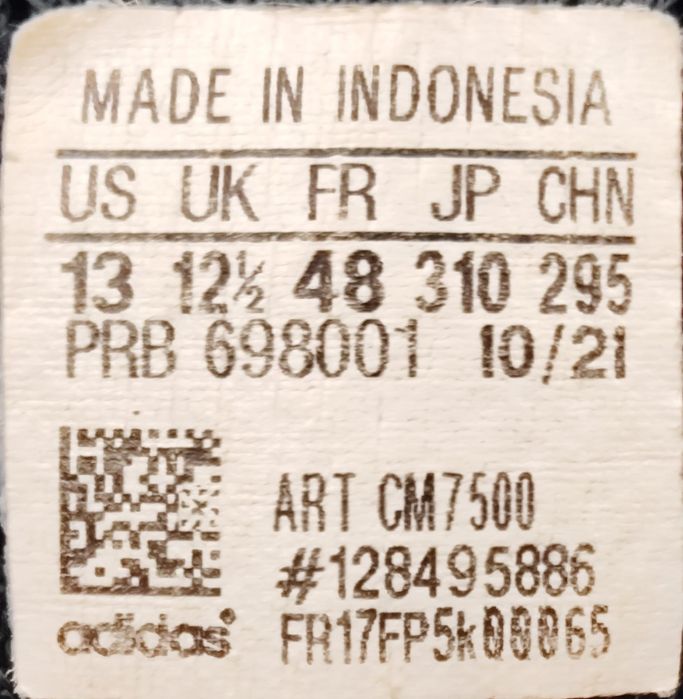 MADE IN INDONESIA
US UK FR JP CHN
13 12½ 48 310 295
PRB 698001 10/21
ART CM7500
#128495886
adidas® FR17FP5k00065